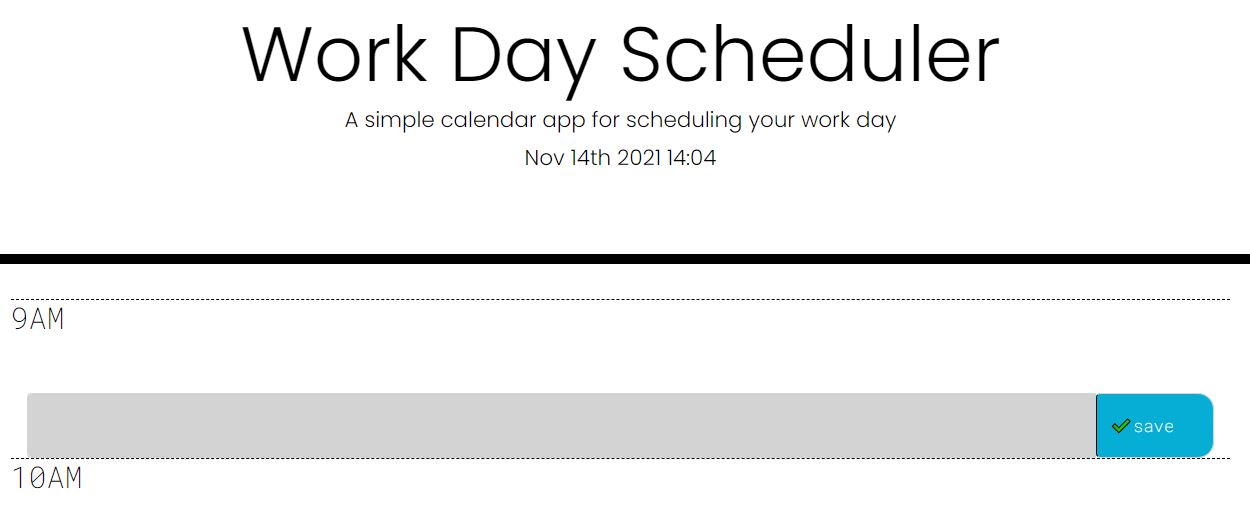 Work Day Scheduler
A simple calendar app for scheduling your work day
Nov 14th 2021 14:04
9AM
save
10AM